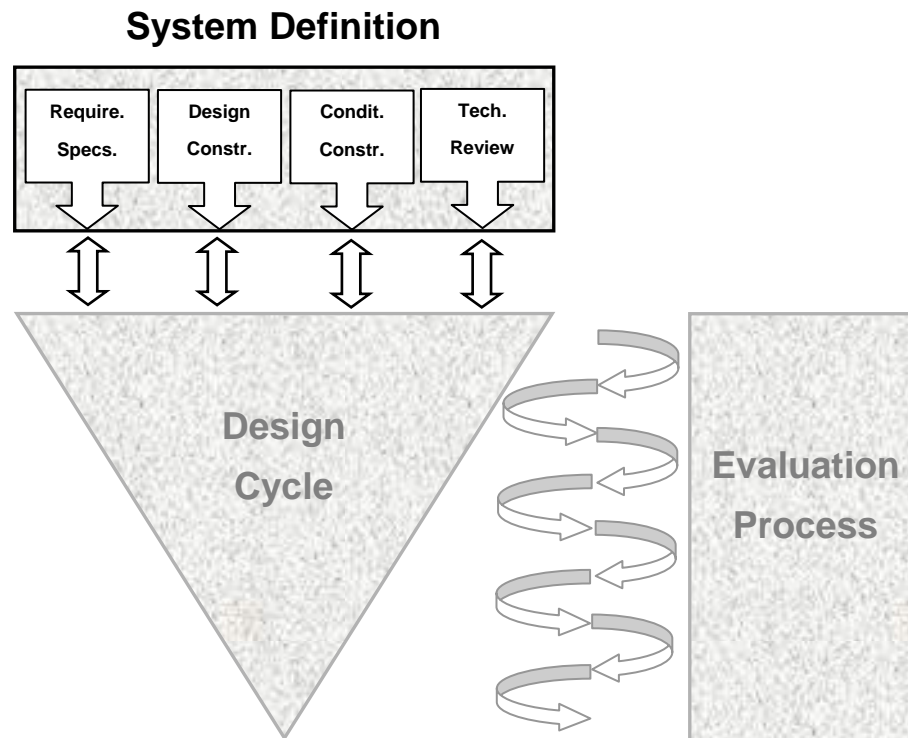 System Definition
Require.
Specs.
Design
Constr.
Condit.
Constr.
Tech.
Review
Design
Cycle
Evaluation
Process